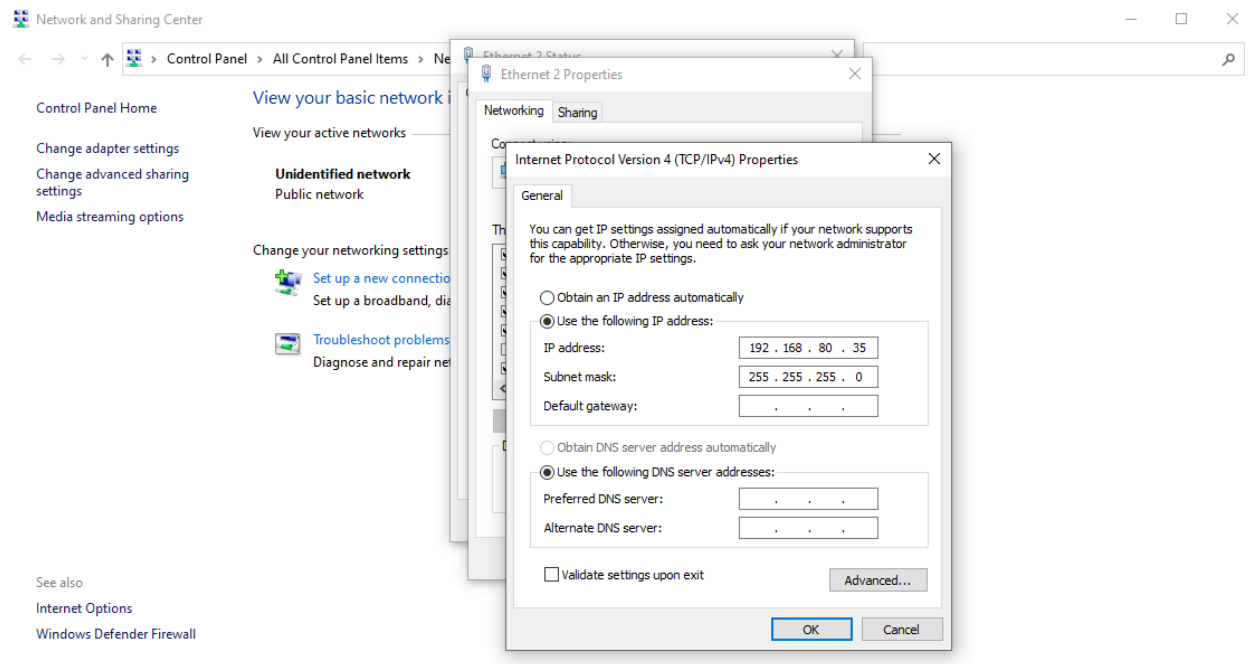 Network and Sharing Center
Control Panel > All Control Panel Items > Ne
Control Panel Home
Change adapter settings
Change advanced sharing
settings
Media streaming options
See also
Internet Options
Windows Defender Firewall
View your basic network
View your active networks
Unidentified network
Public network
Change your networking settings
Set up a new connectio
Set up a broadband, dia
Troubleshoot problems
Diagnose and repair net
Ethernet 2 Status
Ethernet 2 Properties
Networking Sharing
Th
Internet Protocol Version 4 (TCP/IPv4) Properties
General
You can get IP settings assigned automatically if your network supports
this capability. Otherwise, you need to ask your network administrator
for the appropriate IP settings.
Obtain an IP address automatically
Use the following IP address:
IP address: 192 . 168 . 80 . 35
Subnet mask: 255 . 255 . 255 . 0
Default gateway: . . .
Obtain DNS server address automatically
Use the following DNS server addresses:
Preferred DNS server: . . .
Alternate DNS server: . . .
Validate settings upon exit
Advanced...
OK Cancel